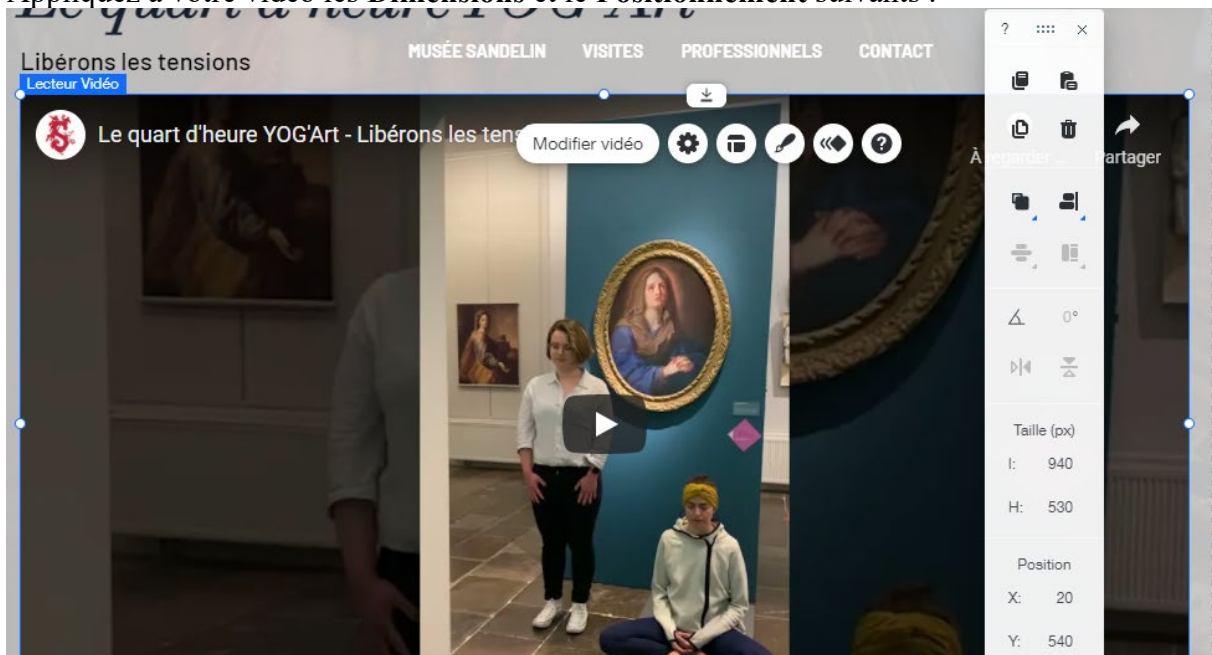 Appliquez à votre vidéo les Dimensions et le Positionnement suivants :
Le quart d'heure YOG'Art
Libérons les tensions
MUSÉE SANDELIN VISITES PROFESSIONNELS CONTACT
Lecteur Vidéo
Le quart d'heure YOG'Art - Libérons les tens
Modifier vidéo
?
À regarder ...
Partager
0°
Taille (px)
l: 940
H: 530
Position
X: 20
Y: 540